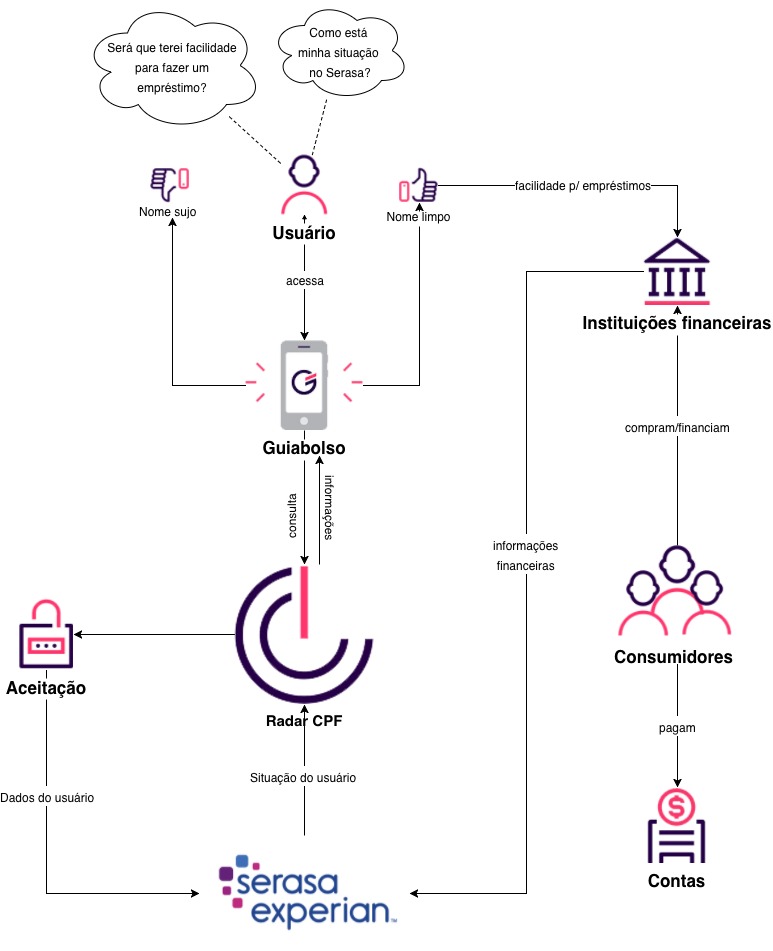 Será que terei facilidade
para fazer um
empréstimo?
Como está
minha situação
no Serasa?
Nome sujo
Usuário
Nome limpo
facilidade p/ empréstimos
acessa
Instituições financeiras
Guiabolso
compram/financiam
consulta
informações
informações
financeiras
Consumidores
Aceitação
Radar CPF
pagam
Situação do usuário
Dados do usuário
$
Contas
serasa
experian™